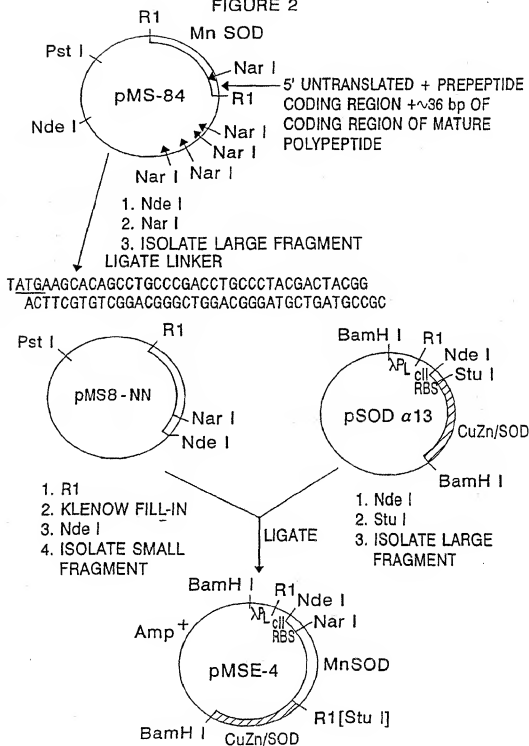 FIGURE 2
R1
Mn SOD
Pst I
Nar I
pMS-84
R1
5' UNTRANSLATED + PREPEPTIDE
CODING REGION +~36 bp OF
CODING REGION OF MATURE
POLYPEPTIDE
Nde I
Nar I
Nar I
Nar I
Nar I
1. Nde I
2. Nar I
3. ISOLATE LARGE FRAGMENT
LIGATE LINKER
TATGAAGCACAGCCTGCCCGACCTGCCCTACGACTACGG
ACTTCGTGTCGGACGGGCTGGACGGGATGCTGATGCCGC
R1
Pst I
pMS8-NN
Nar I
Nde I
BamH I
R1
λPL
Nde I
cII
Stu I
RBS
pSOD α13
CuZn/SOD
BamH I
1. R1
2. KLENOW FILL-IN
3. Nde I
4. ISOLATE SMALL
FRAGMENT
1. Nde I
2. Stu I
3. ISOLATE LARGE
FRAGMENT
LIGATE
BamH I
R1
λPL
Nde I
cII
Nar I
RBS
Amp+
pMSE-4
MnSOD
R1[Stu I]
BamH I
CuZn/SOD